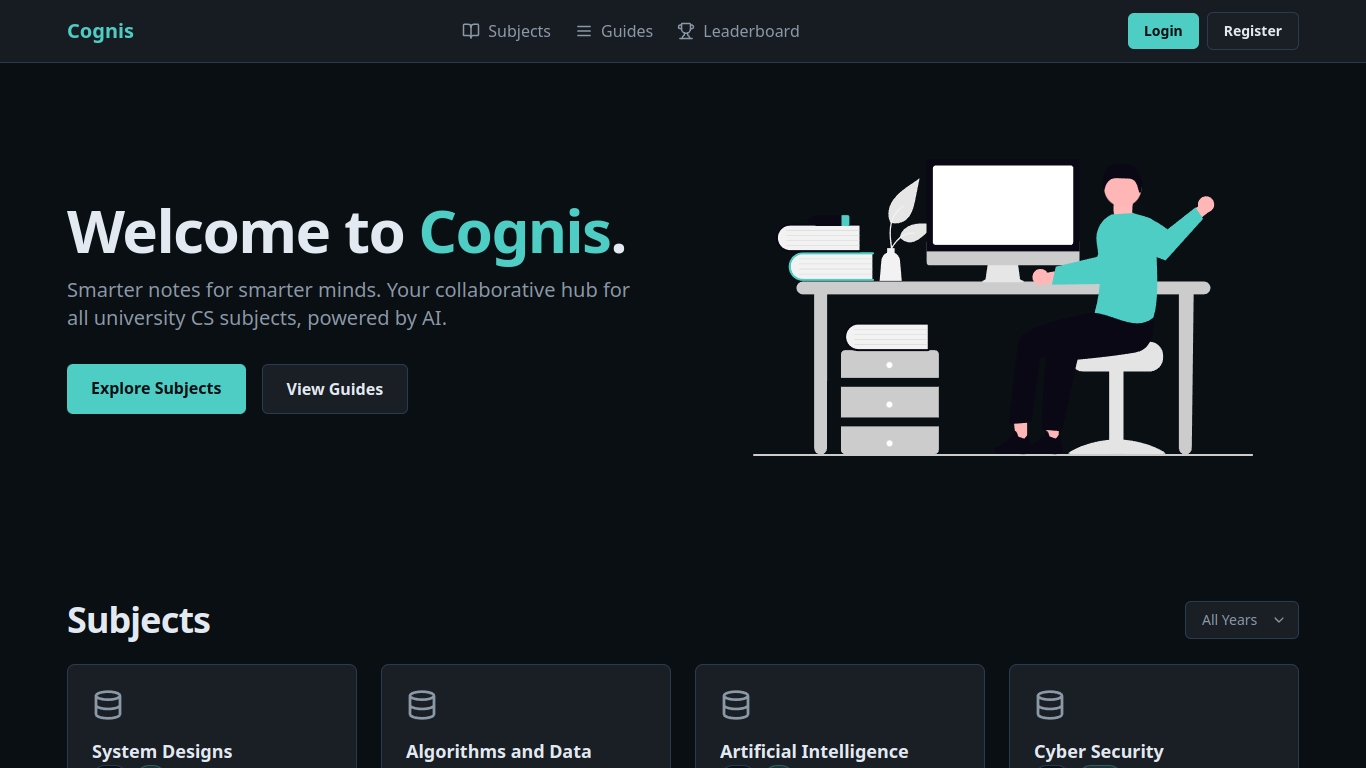 Cognis
Subjects
Guides
Leaderboard
Login
Register
Welcome to Cognis.
Smarter notes for smarter minds. Your collaborative hub for
all university CS subjects, powered by AI.
Explore Subjects
View Guides
Subjects
All Years
System Designs
Algorithms and Data
Artificial Intelligence
Cyber Security